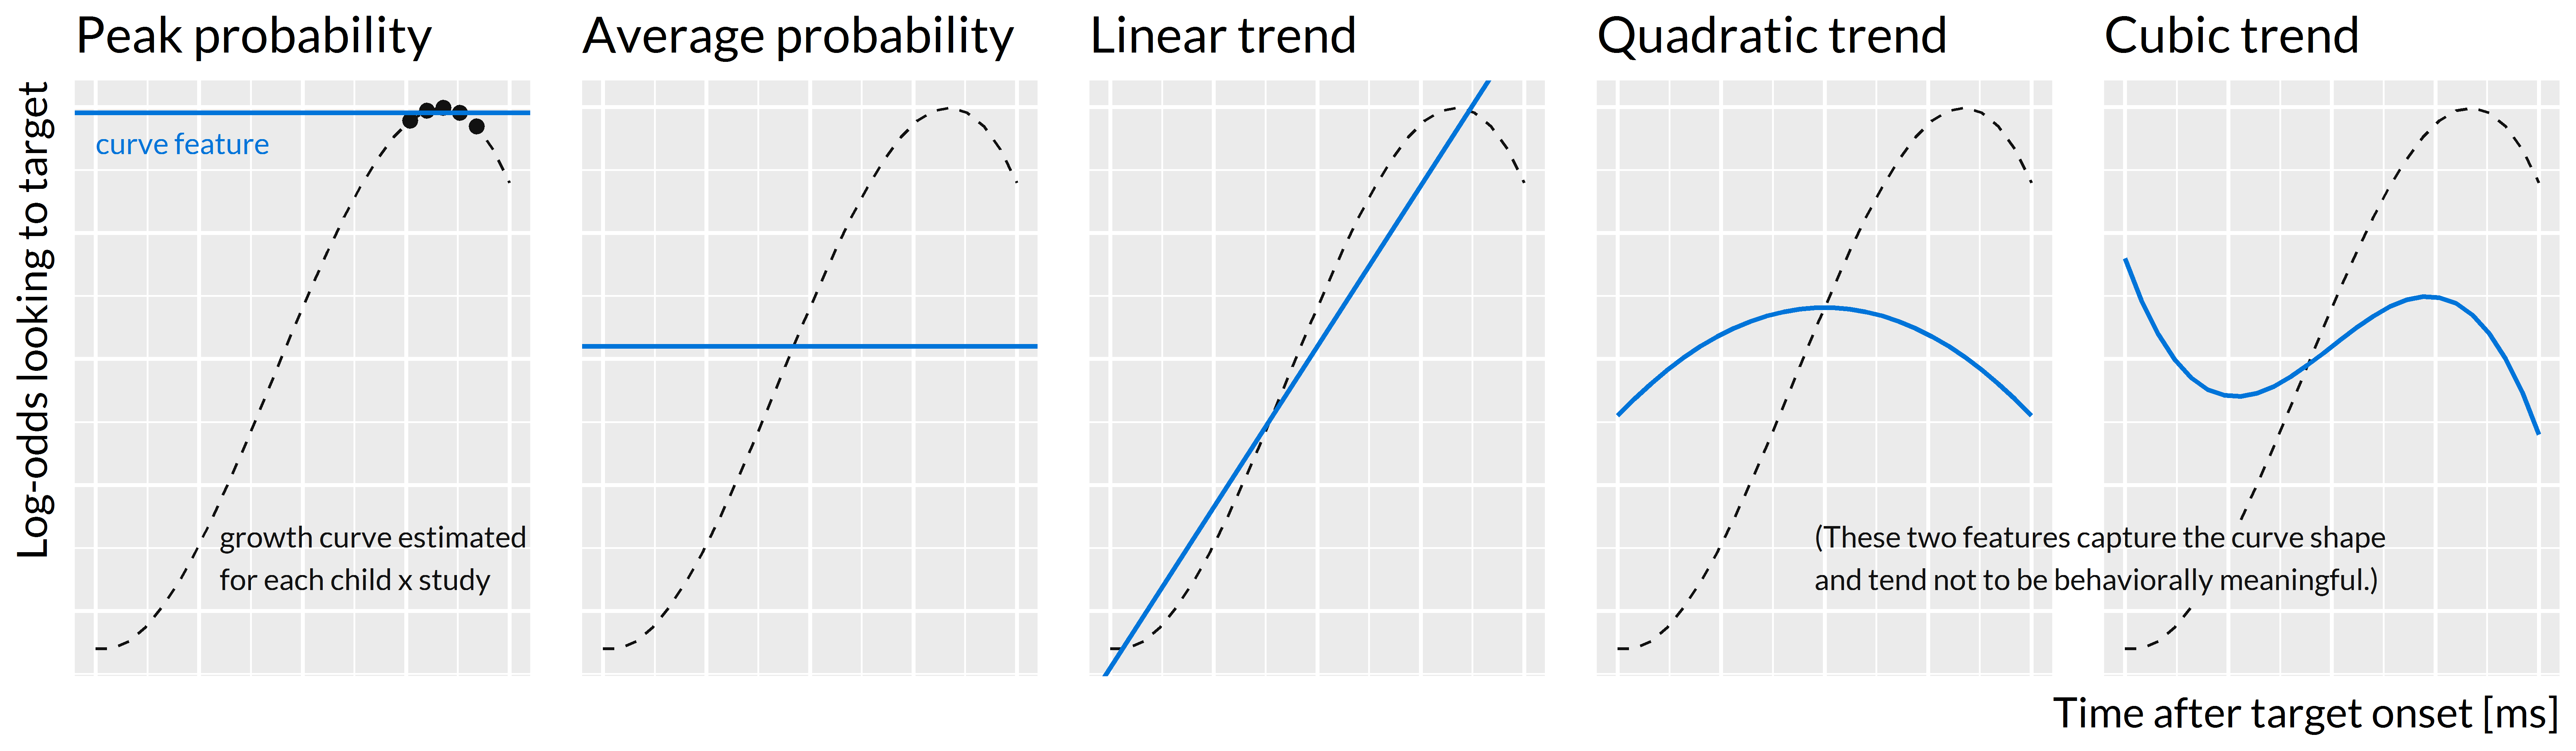 Peak probability
Average probability
Linear trend
Quadratic trend
Cubic trend
Log-odds looking to target
curve feature
growth curve estimated
for each child x study
(These two features capture the curve shape
and tend not to be behaviorally meaningful.)
Time after target onset [ms]